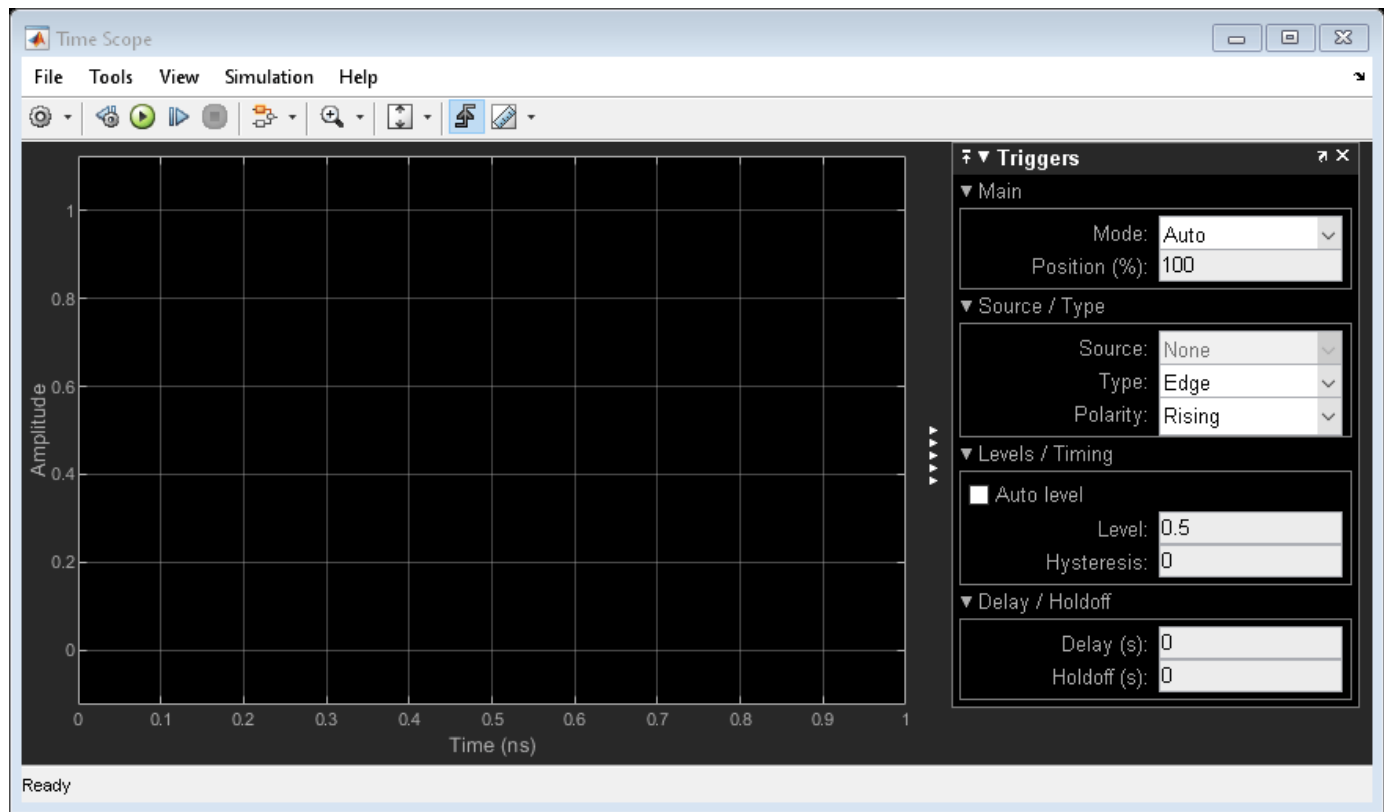 Time Scope
File Tools View Simulation Help
Triggers
Main
Mode: Auto
Position (%): 100
Source / Type
Source: None
Type: Edge
Polarity: Rising
Levels / Timing
Auto level
Level: 0.5
Hysteresis: 0
Delay / Holdoff
Delay (s): 0
Holdoff (s): 0
1
0.8
0.6
0.4
0.2
0
Amplitude
0 0.1 0.2 0.3 0.4 0.5 0.6 0.7 0.8 0.9 1
Time (ns)
Ready